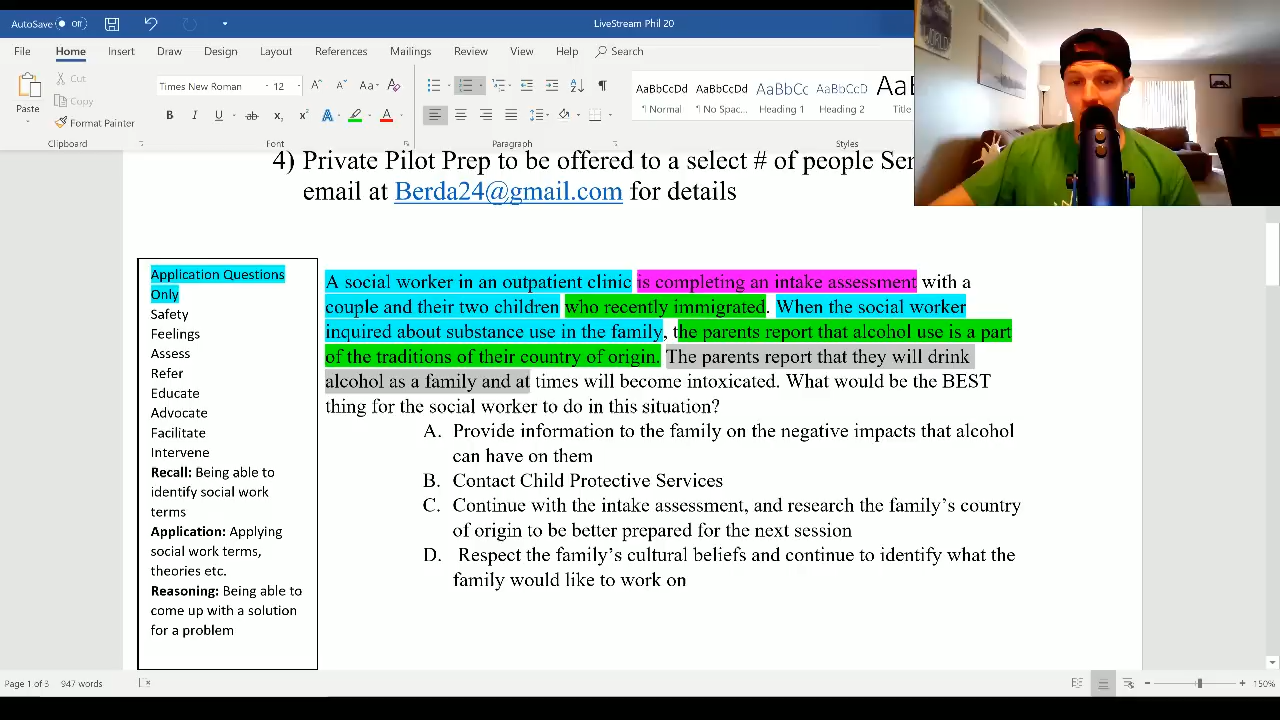 AutoSave Off
LiveStream Phil 20
File Home Insert Draw Design Layout References Mailings Review View Help Search
Cut
Copy
Paste
Format Painter
Clipboard
Times New Roman 12
Font
Paragraph
AaBbCcDd AaBbCcDd AaBbCc AaBbCcD Aa
¶ Normal ¶ No Spac... Heading 1 Heading 2 Title
Styles
4) Private Pilot Prep to be offered to a select # of people
email at Berda24@gmail.com for details
Application Questions
Only
Safety
Feelings
Assess
Refer
Educate
Advocate
Facilitate
Intervene
Recall: Being able to
identify social work
terms
Application: Applying
social work terms,
theories etc.
Reasoning: Being able to
come up with a solution
for a problem
A social worker in an outpatient clinic is completing an intake assessment with a
couple and their two children who recently immigrated. When the social worker
inquired about substance use in the family, the parents report that alcohol use is a part
of the traditions of their country of origin. The parents report that they will drink
alcohol as a family and at times will become intoxicated. What would be the BEST
thing for the social worker to do in this situation?
A. Provide information to the family on the negative impacts that alcohol
can have on them
B. Contact Child Protective Services
C. Continue with the intake assessment, and research the family's country
of origin to be better prepared for the next session
D. Respect the family's cultural beliefs and continue to identify what the
family would like to work on
Page 1 of 3 947 words
150%